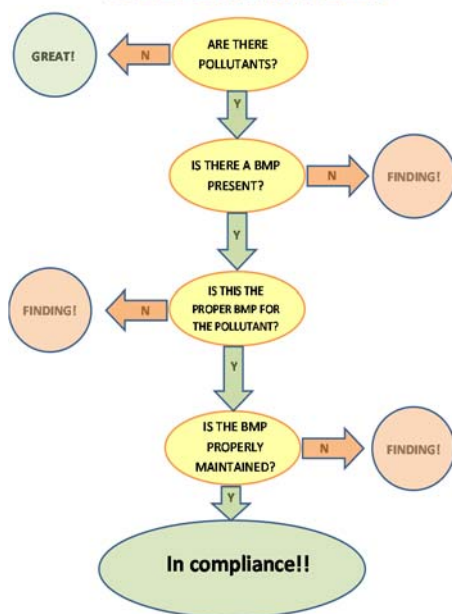 GREAT!
N
ARE THERE
POLLUTANTS?
Y
IS THERE A BMP
PRESENT?
N
FINDING!
Y
FINDING!
N
IS THIS THE
PROPER BMP FOR
THE POLLUTANT?
Y
IS THE BMP
PROPERLY
MAINTAINED?
N
FINDING!
Y
In compliance!!